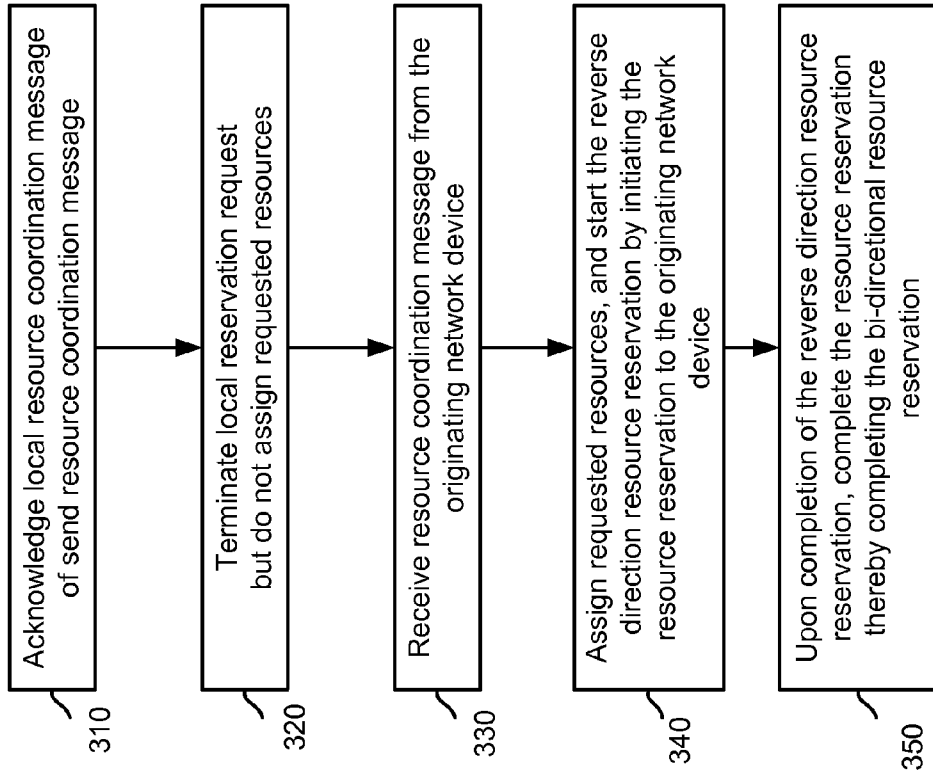 310
Acknowledge local resource coordination message
of send resource coordination message
320
Terminate local reservation request
but do not assign requested resources
330
Receive resource coordination message from the
originating network device
340
Assign requested resources, and start the reverse
direction resource reservation by initiating the
resource reservation to the originating network
device
350
Upon completion of the reverse direction resource
reservation, complete the resource reservation
thereby completing the bi-dircetional resource
reservation